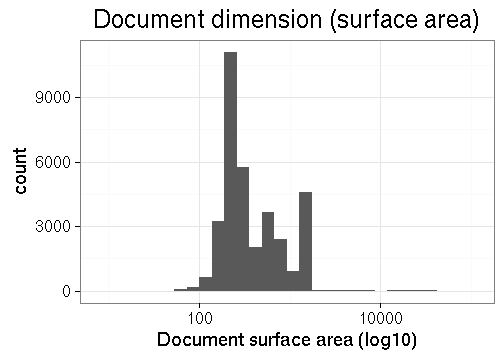 Document dimension (surface area)
count
9000
6000
3000
0
100
10000
Document surface area (log10)